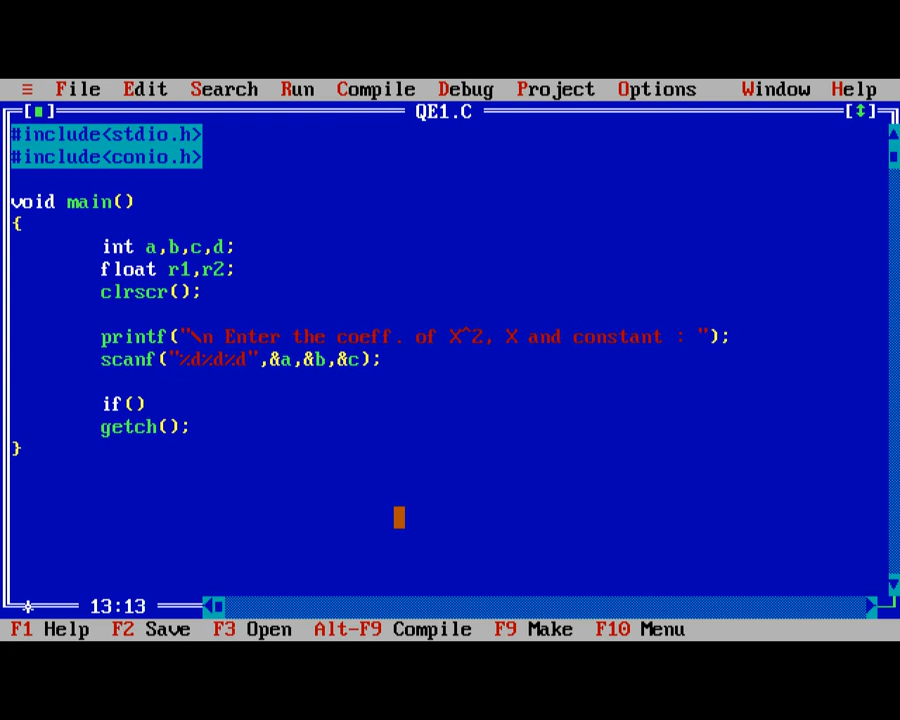 ≡ File Edit Search Run Compile Debug Project Options Window Help
[■] QE1.C [↕]
#include<stdio.h>
#include<conio.h>
void main()
{
int a,b,c,d;
float r1,r2;
clrscr();
printf("\n Enter the coeff. of X^2, X and constant : ");
scanf("%d%d%d",&a,&b,&c);
if()
getch();
}
13:13
F1 Help F2 Save F3 Open Alt-F9 Compile F9 Make F10 Menu